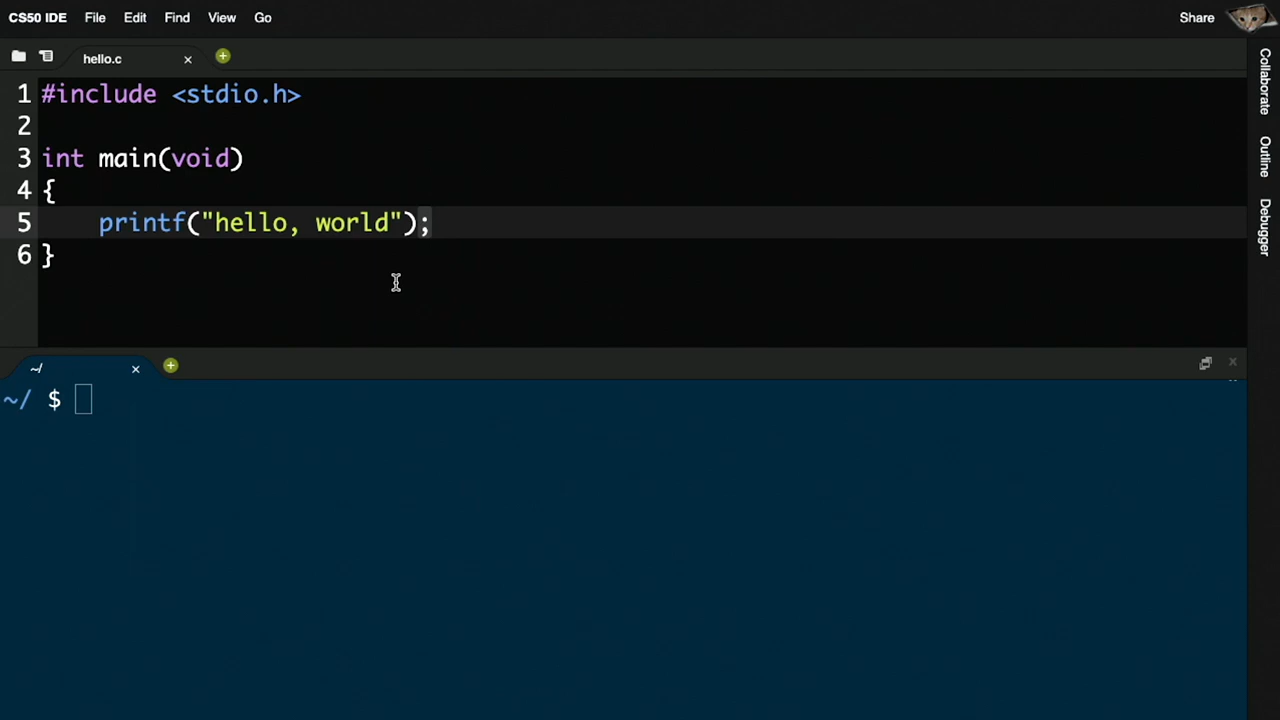 CS50 IDE File Edit Find View Go Share
hello.c
Collaborate
Outline
Debugger
1 #include <stdio.h>
2
3 int main(void)
4 {
5     printf("hello, world");
6 }
~/
~/ $